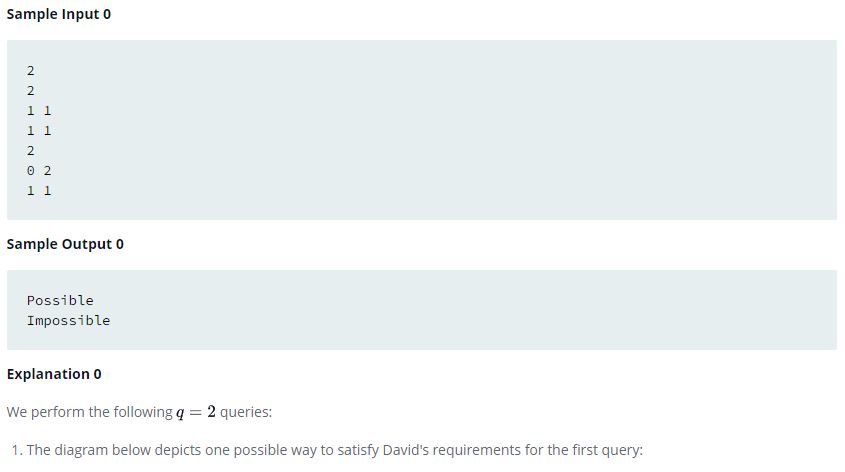 Sample Input 0
2
2
1 1
1 1
2
0 2
1 1
Sample Output 0
Possible
Impossible
Explanation 0
We perform the following q = 2 queries:
1. The diagram below depicts one possible way to satisfy David's requirements for the first query: